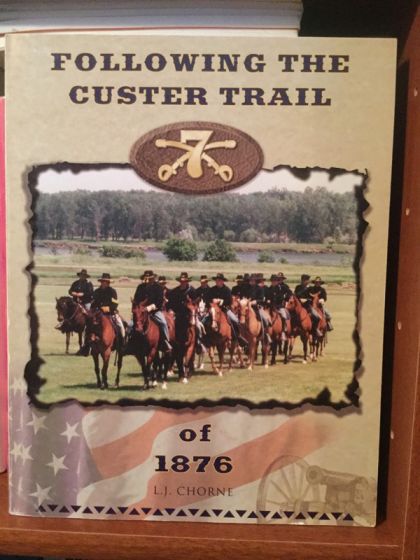 FOLLOWING THE
CUSTER TRAIL
7
of
1876
L.J. CHORNE